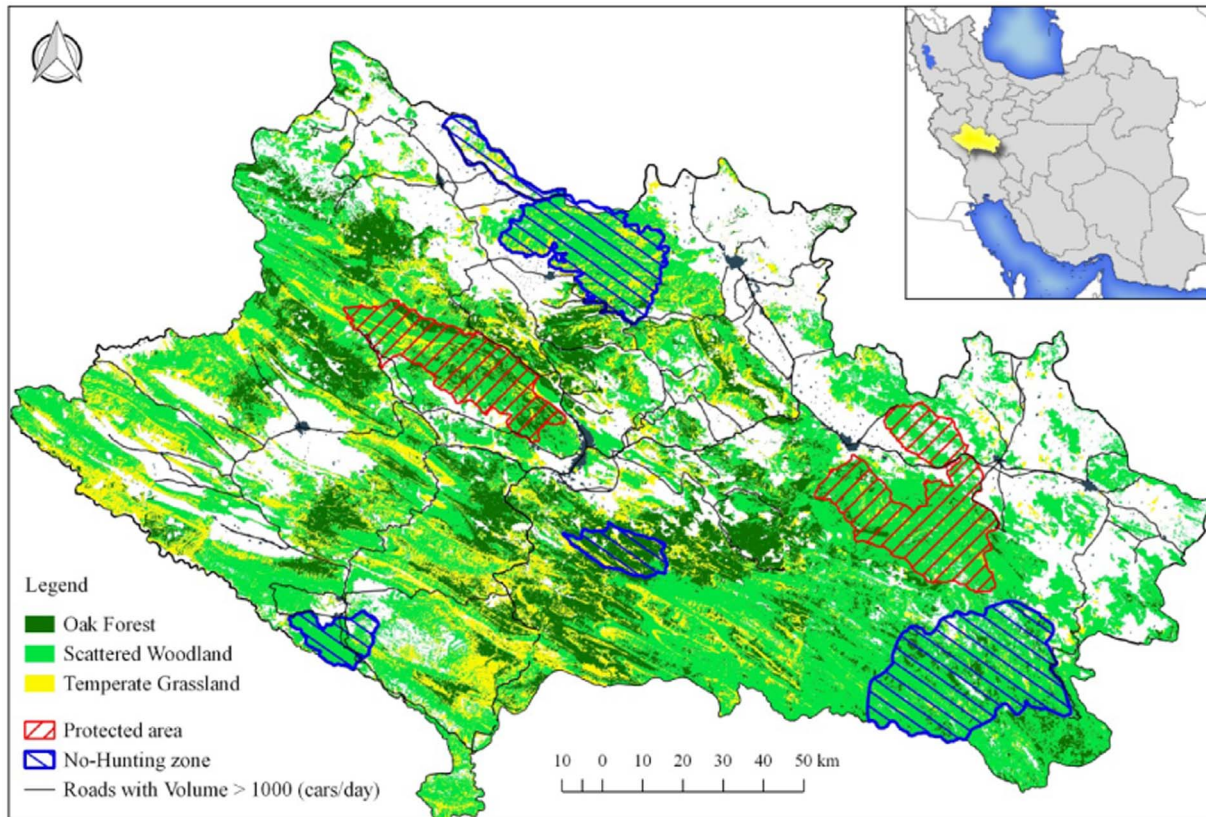 Legend
Oak Forest
Scattered Woodland
Temperate Grassland
Protected area
No-Hunting zone
Roads with Volume > 1000 (cars/day)
10 0 10 20 30 40 50 km